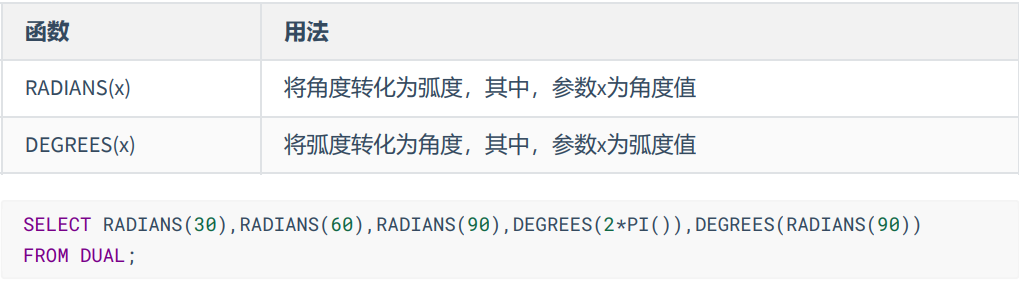 函数 用法
RADIANS(x) 将角度转化为弧度，其中，参数x为角度值
DEGREES(x) 将弧度转化为角度，其中，参数x为弧度值
SELECT RADIANS(30),RADIANS(60),RADIANS(90),DEGREES(2*PI()),DEGREES(RADIANS(90))
FROM DUAL;